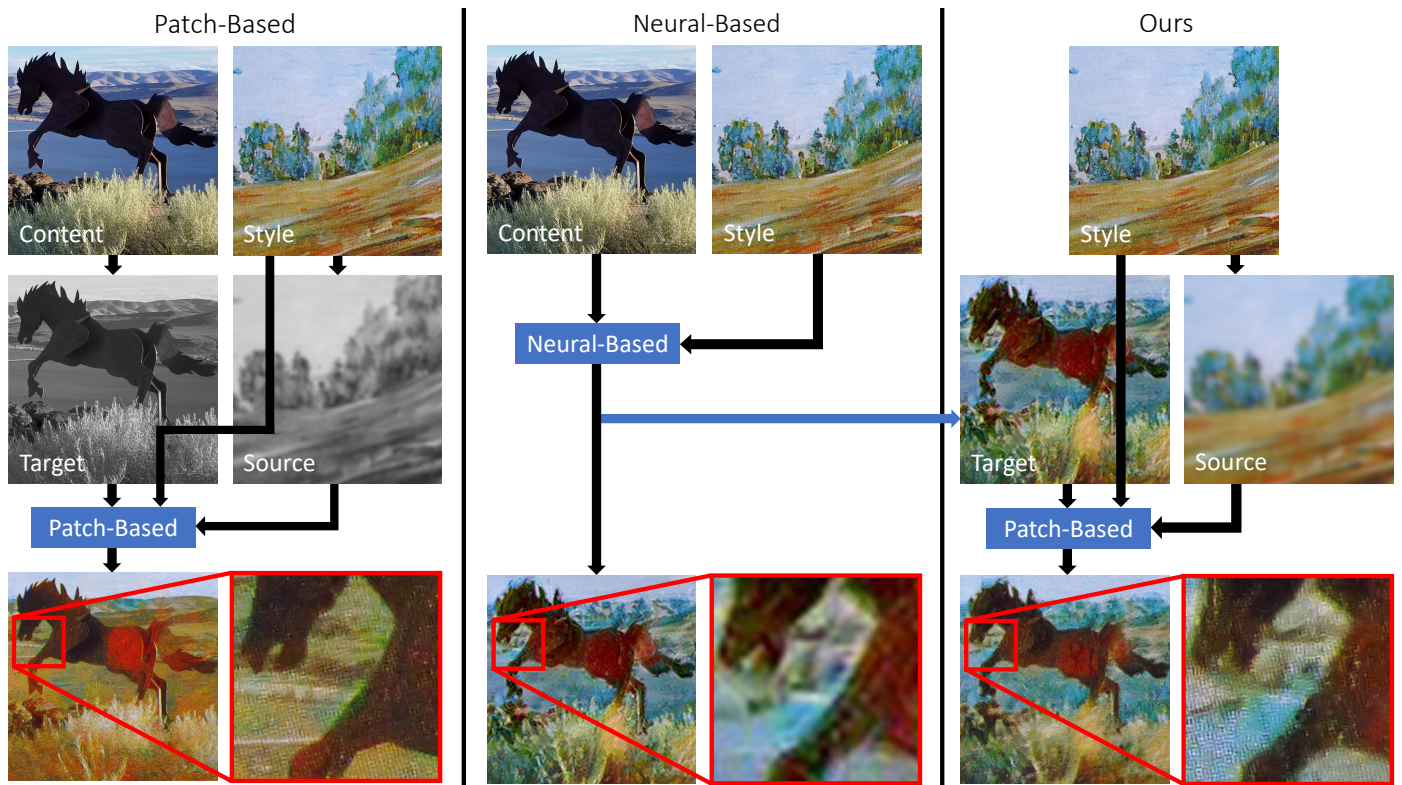 Patch-Based
Neural-Based
Ours
Content
Style
Content
Style
Style
Neural-Based
Target
Source
Target
Source
Patch-Based
Patch-Based